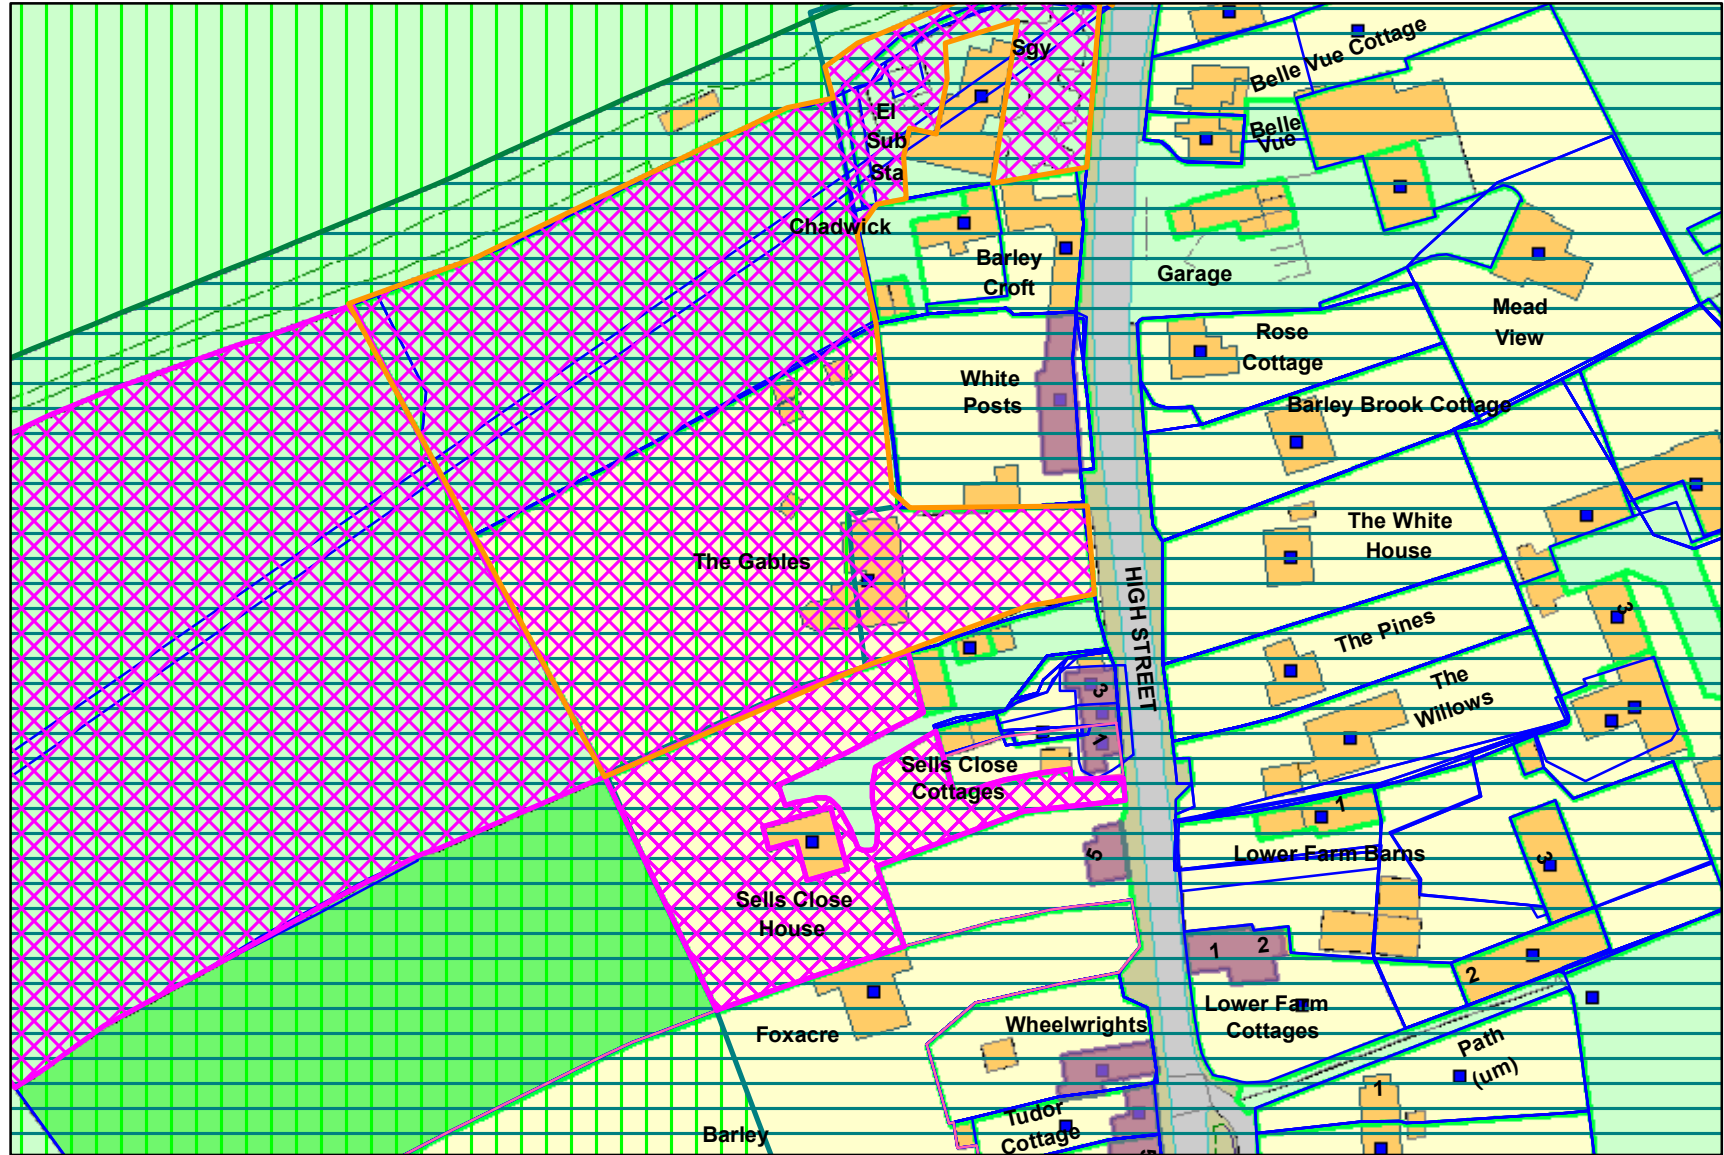 Sgy
Belle Vue Cottage
El
Sub
Sta
Belle
Vue
Chadwick
Barley
Croft
Garage
Mead
View
Rose
Cottage
White
Posts
Barley Brook Cottage
The White
House
The Gables
HIGH STREET
3
The Pines
The
Willows
3
1
Sells Close
Cottages
1
5
Lower Farm Barns
3
Sells Close
House
1
2
2
Lower Farm
Cottages
Foxacre
Wheelwrights
Path
(um)
1
Tudor
Cottage
Barley